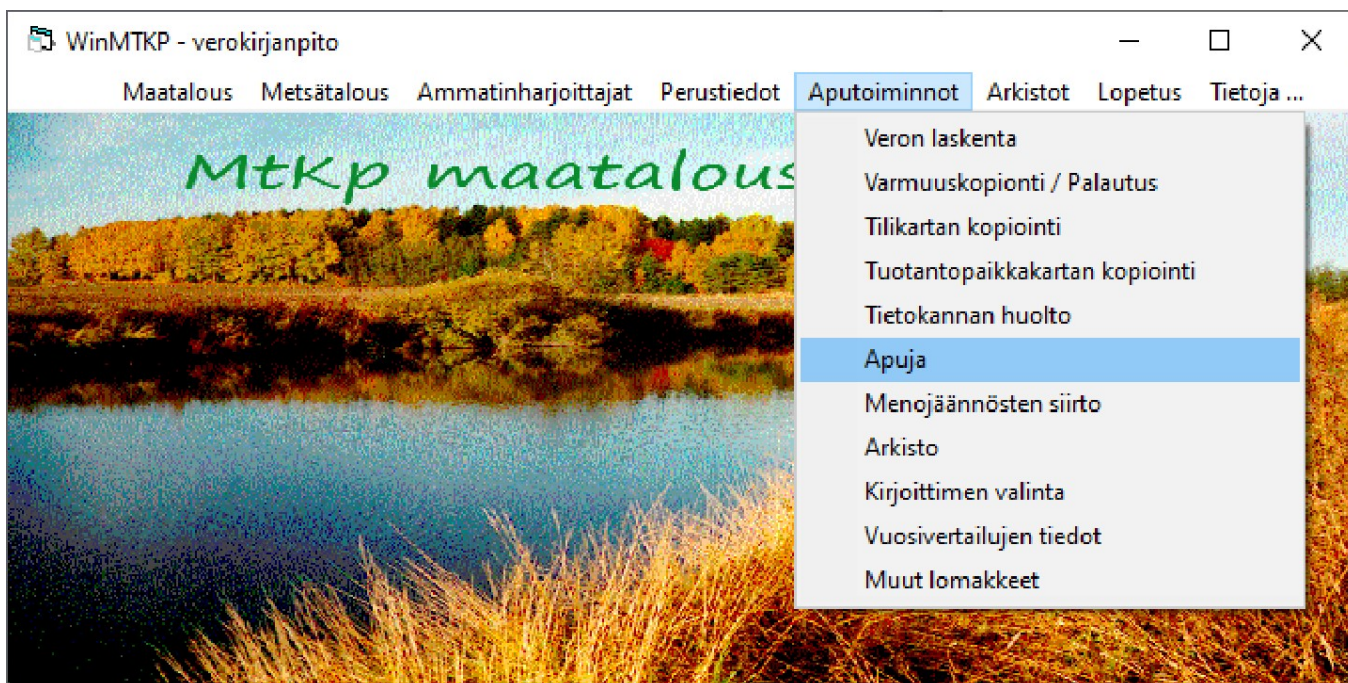 WinMTKP - verokirjanpito
Maatalous Metsätalous Ammatinharjoittajat Perustiedot Aputoiminnot Arkistot Lopetus Tietoja ...
MtKp maatalous
Veron laskenta
Varmuuskopionti / Palautus
Tilikartan kopiointi
Tuotantopaikkakartan kopiointi
Tietokannan huolto
Apuja
Menojäännösten siirto
Arkisto
Kirjoittimen valinta
Vuosivertailujen tiedot
Muut lomakkeet